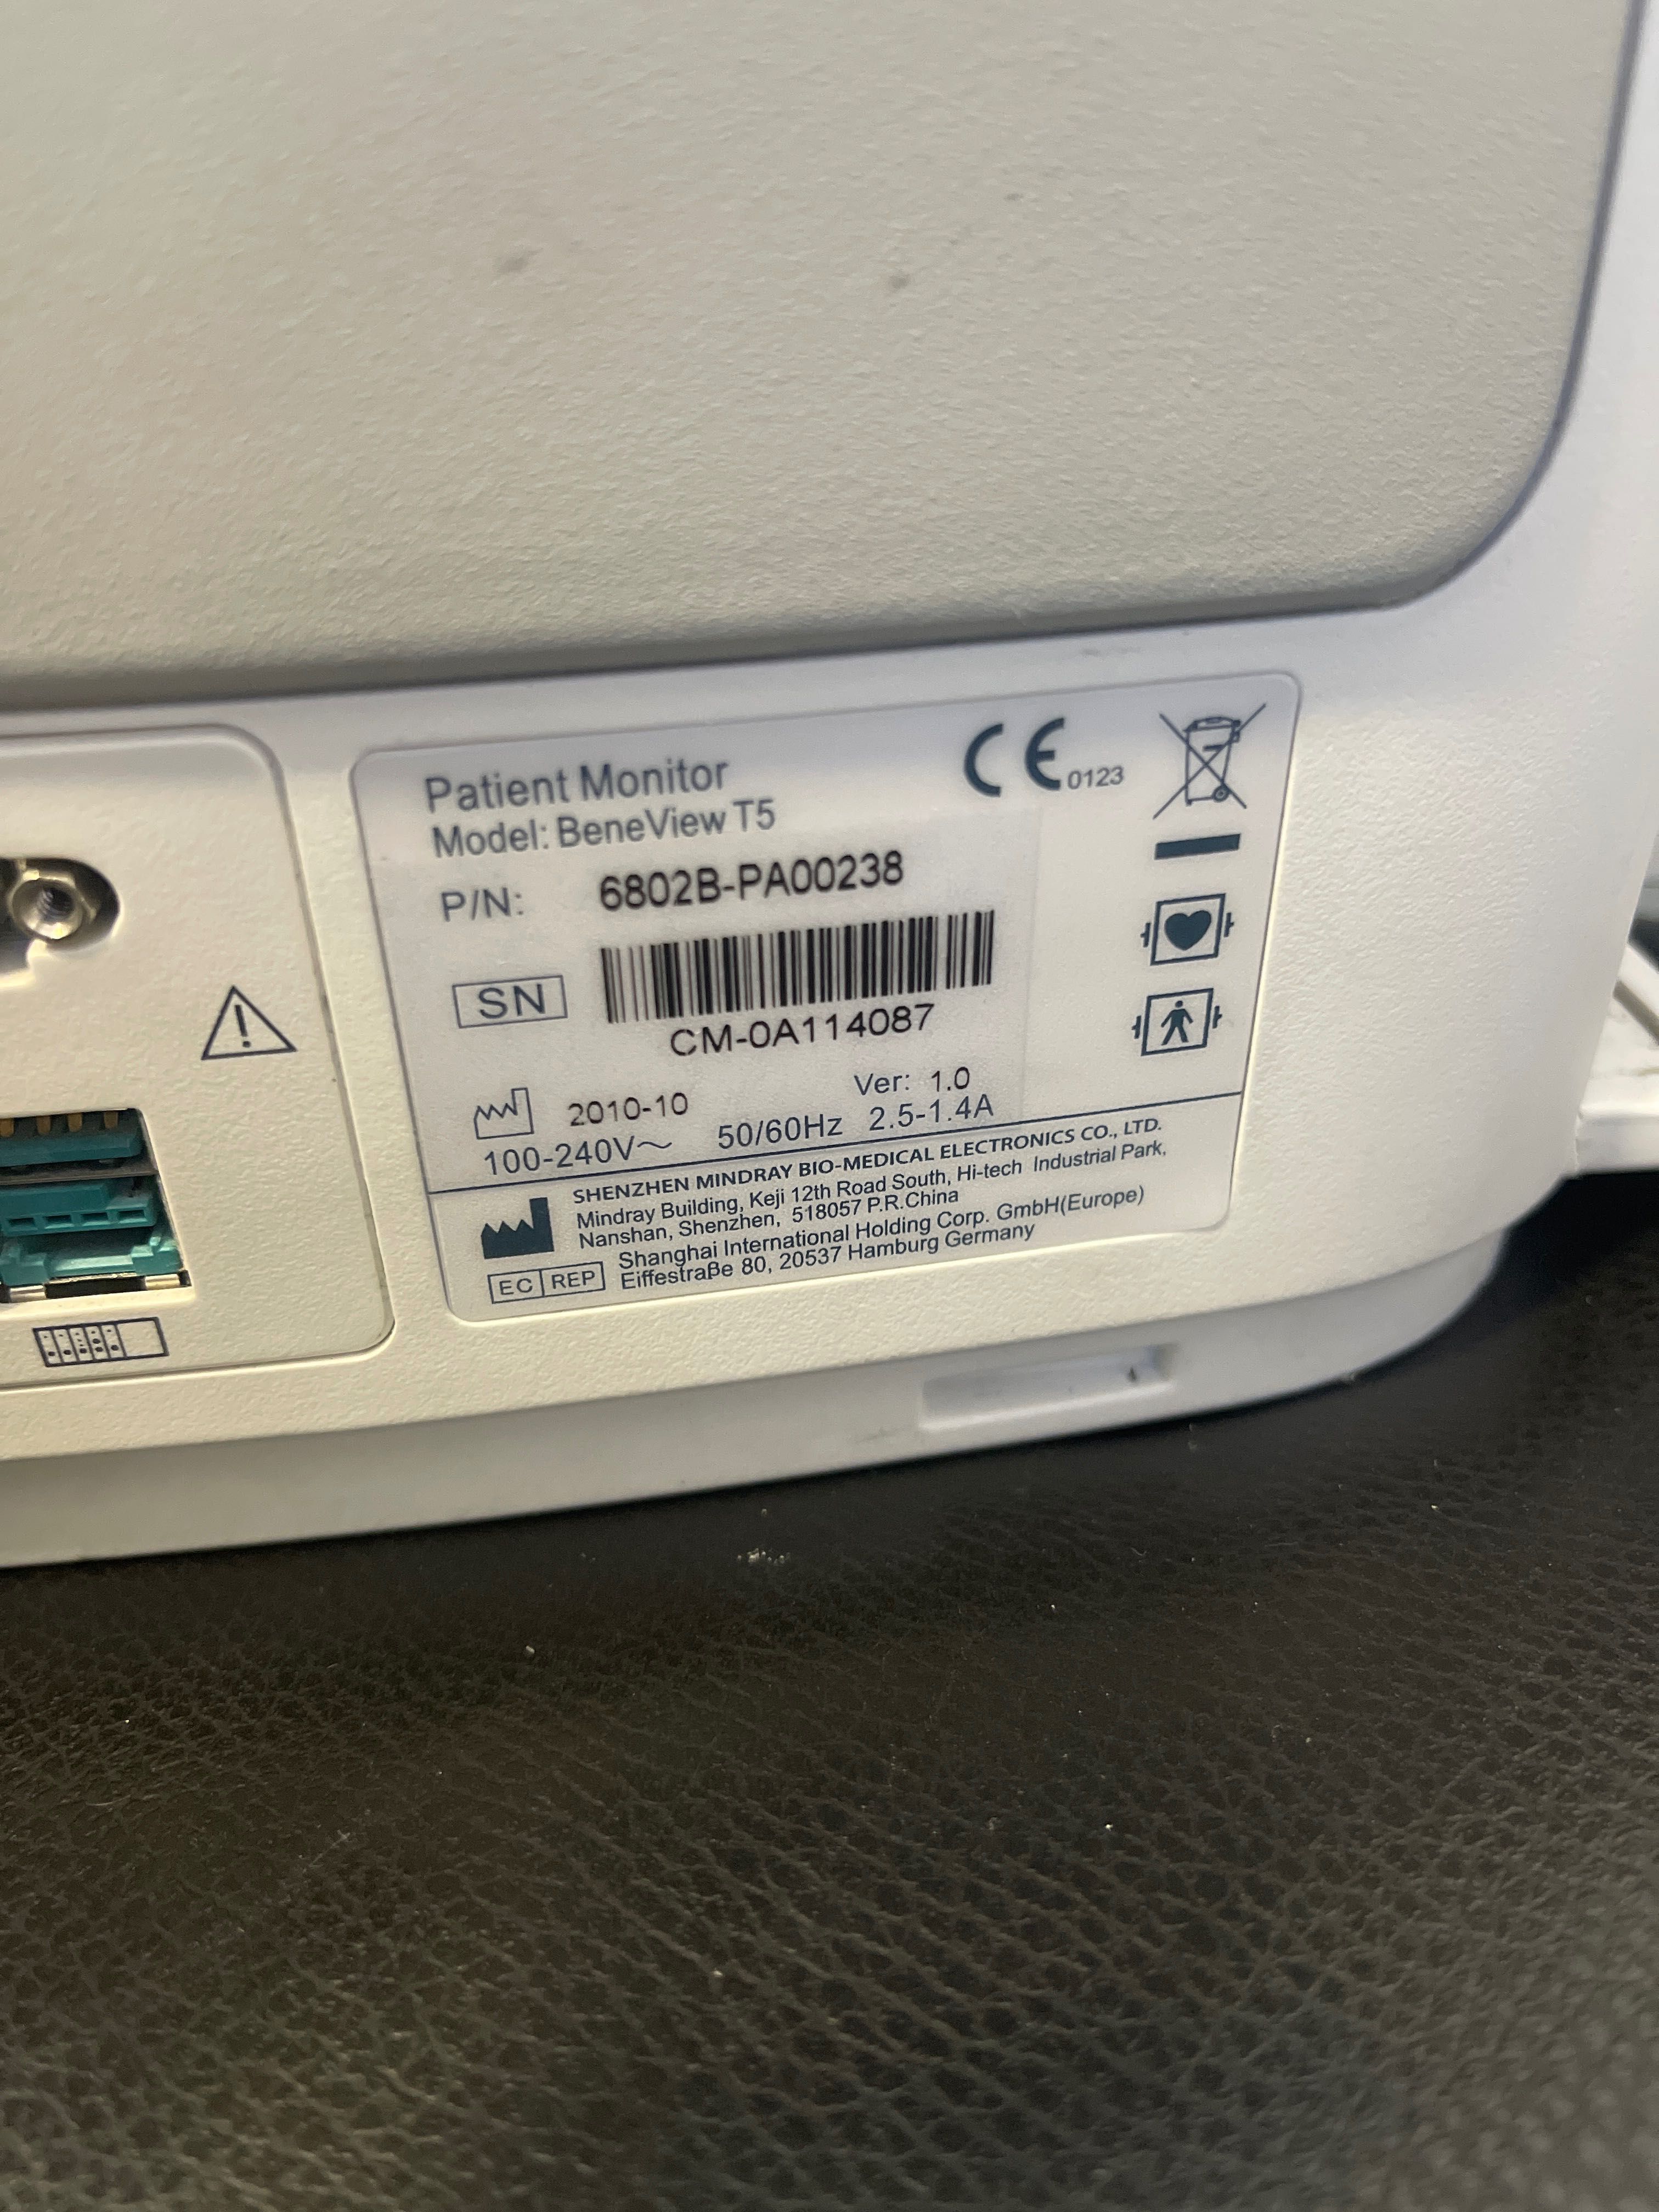 Patient Monitor
Model: BeneView T5
CE 0123
P/N: 6802B-PA00238
SN
CM-0A114087
2010-10 Ver: 1.0
100-240V~ 50/60Hz 2.5-1.4A
SHENZHEN MINDRAY BIO-MEDICAL ELECTRONICS CO., LTD.
Mindray Building, Keji 12th Road South, Hi-tech Industrial Park,
Nanshan, Shenzhen, 518057 P.R.China
EC REP
Shanghai International Holding Corp. GmbH(Europe)
Eiffestraße 80, 20537 Hamburg Germany